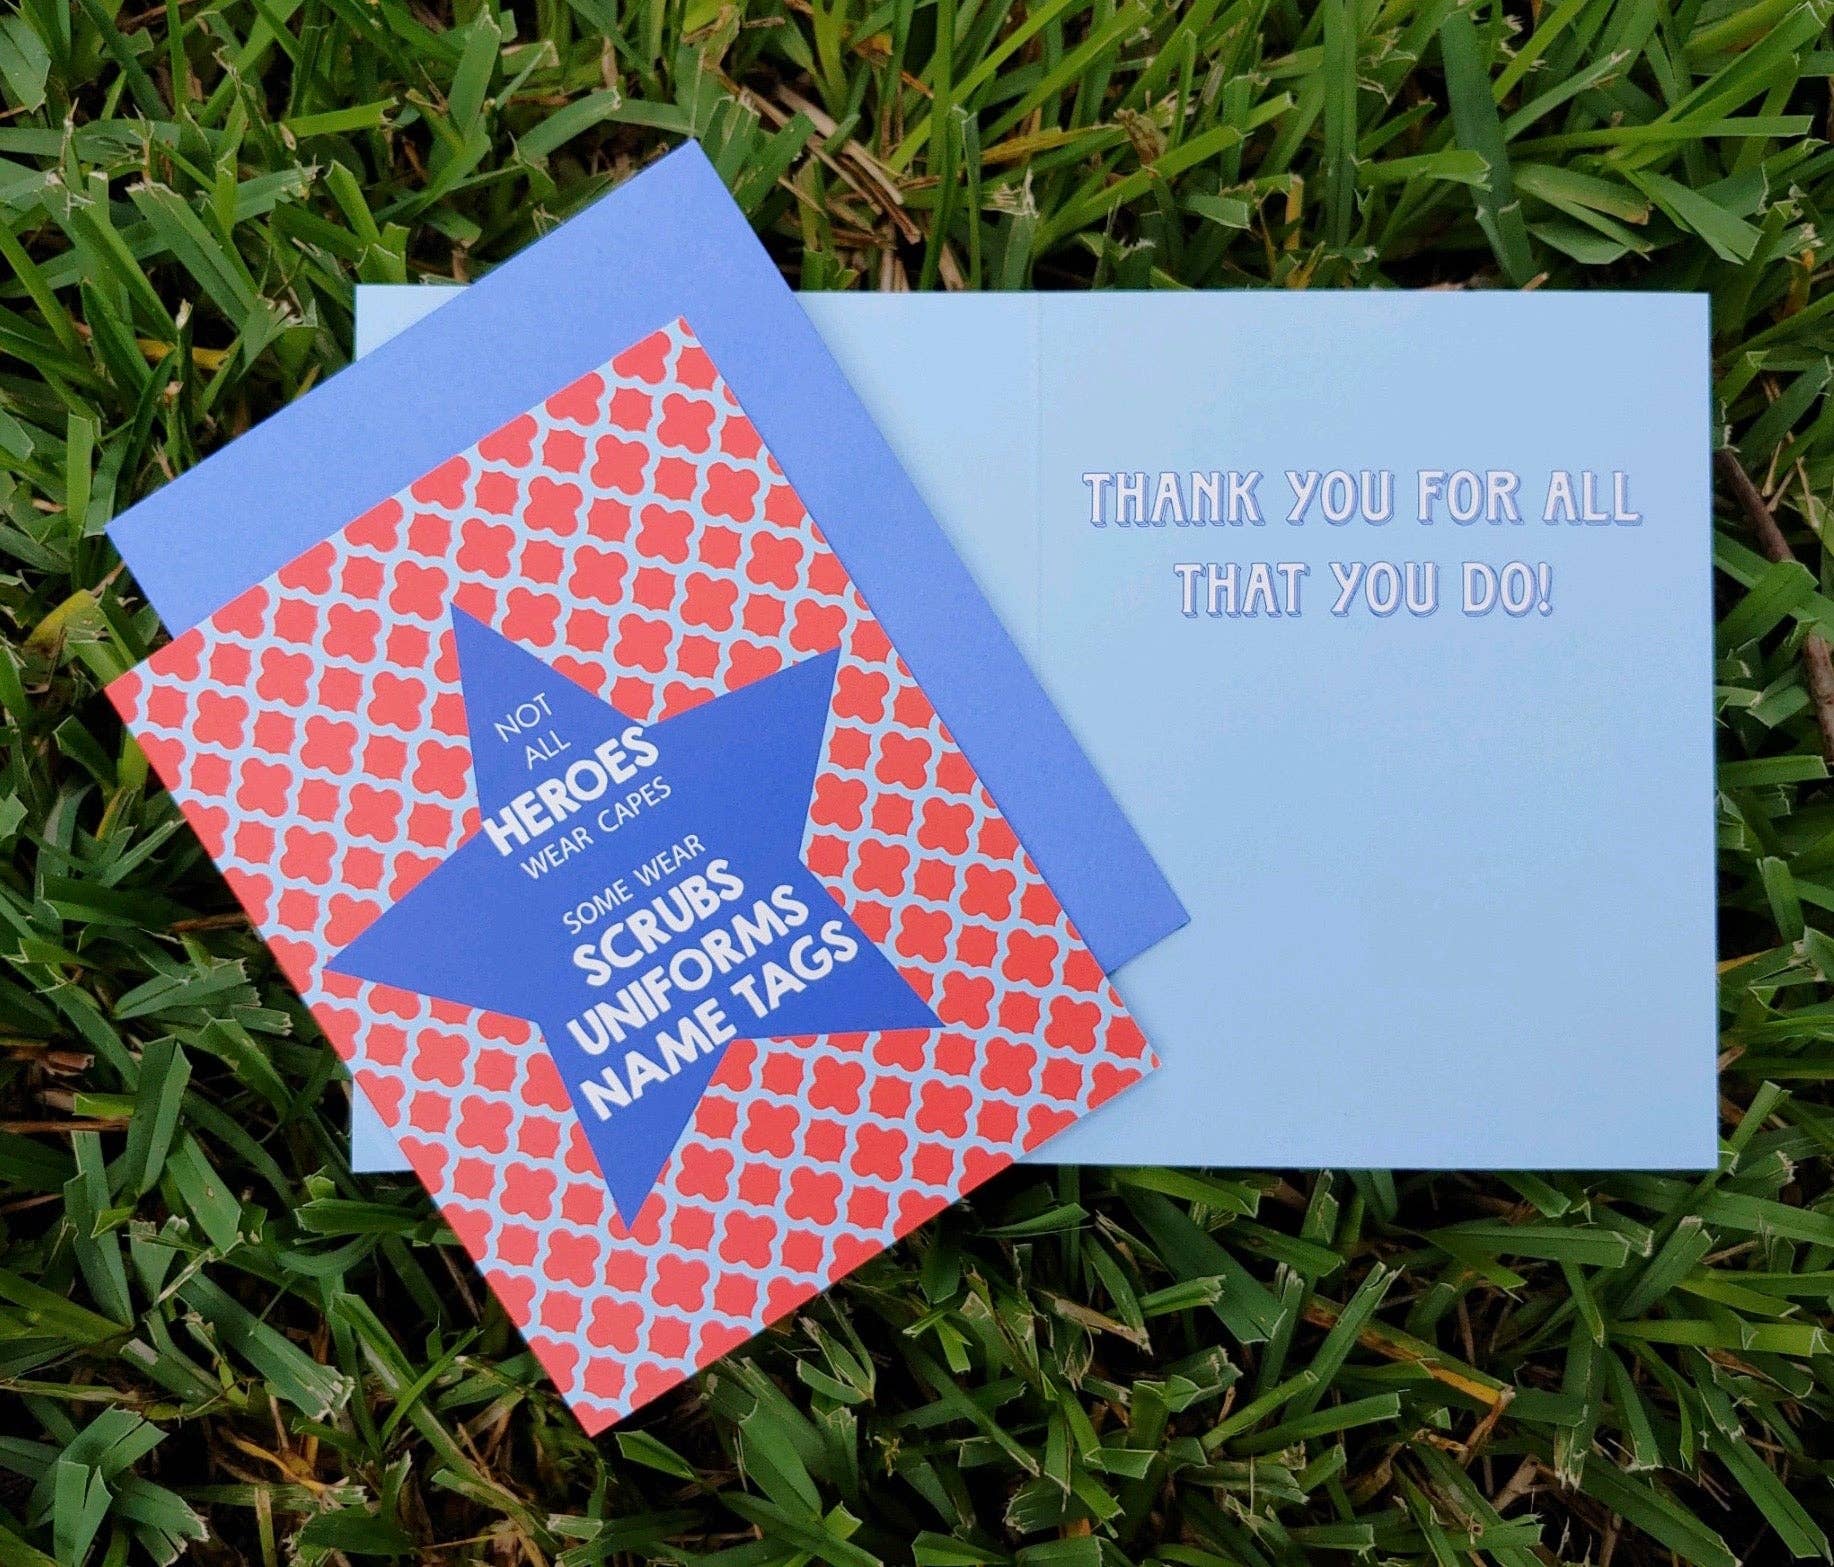 NOT
ALL
HEROES
WEAR CAPES
SOME WEAR
SCRUBS
UNIFORMS
NAME TAGS
THANK YOU FOR ALL
THAT YOU DO!